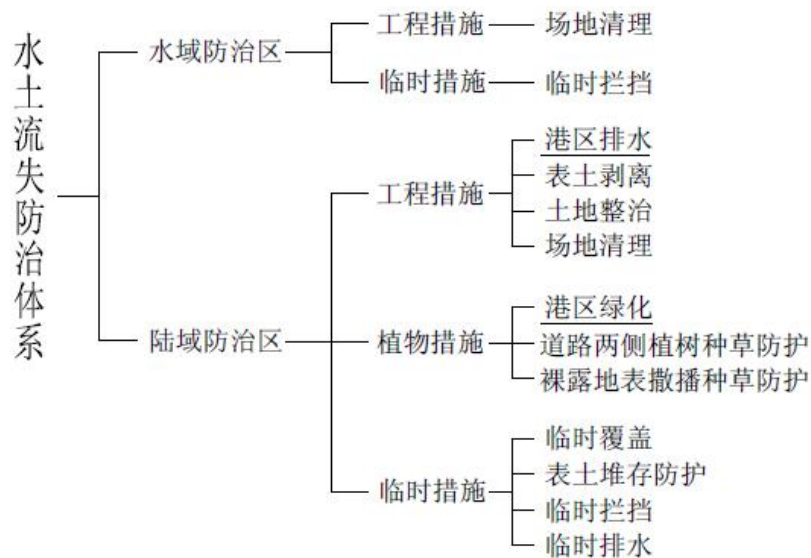 水土流失防治体系
水域防治区
工程措施
场地清理
临时措施
临时拦挡
陆域防治区
工程措施
港区排水
表土剥离
土地整治
场地清理
植物措施
港区绿化
道路两侧植树种草防护
裸露地表撒播种草防护
临时措施
临时覆盖
表土堆存防护
临时拦挡
临时排水